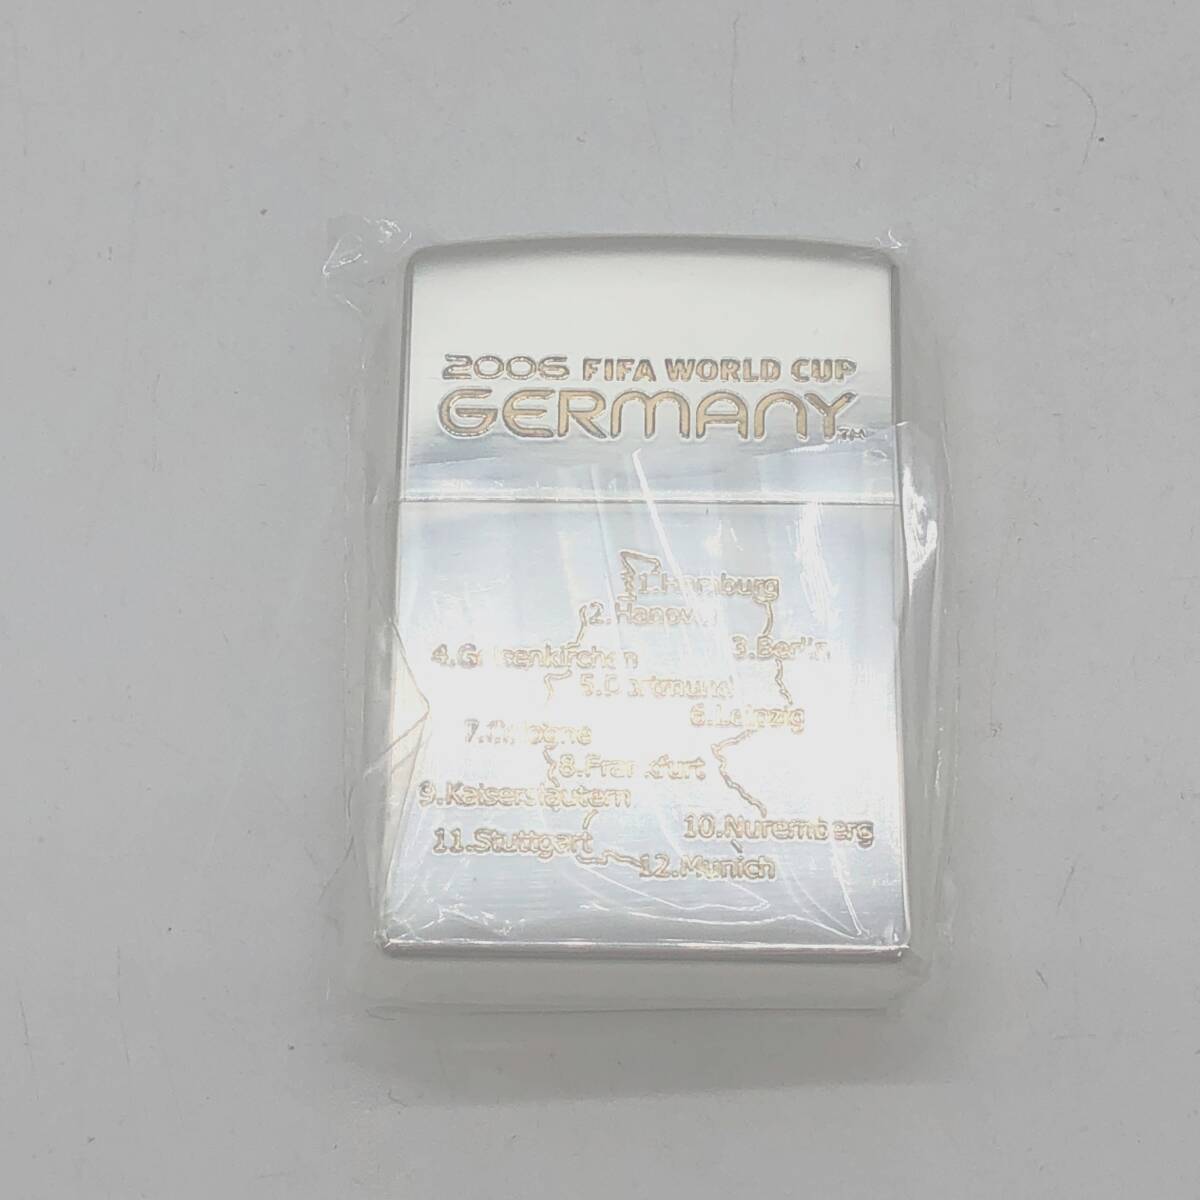 2006 FIFA WORLD CUP
GERMANY™
1.Hamburg
2.Hanover
3.Berlin
4.Gelsenkirchen
5.Dortmund
6.Leipzig
7.Cologne
8.Frankfurt
9.Kaiserslautern
10.Nuremberg
11.Stuttgart
12.Munich